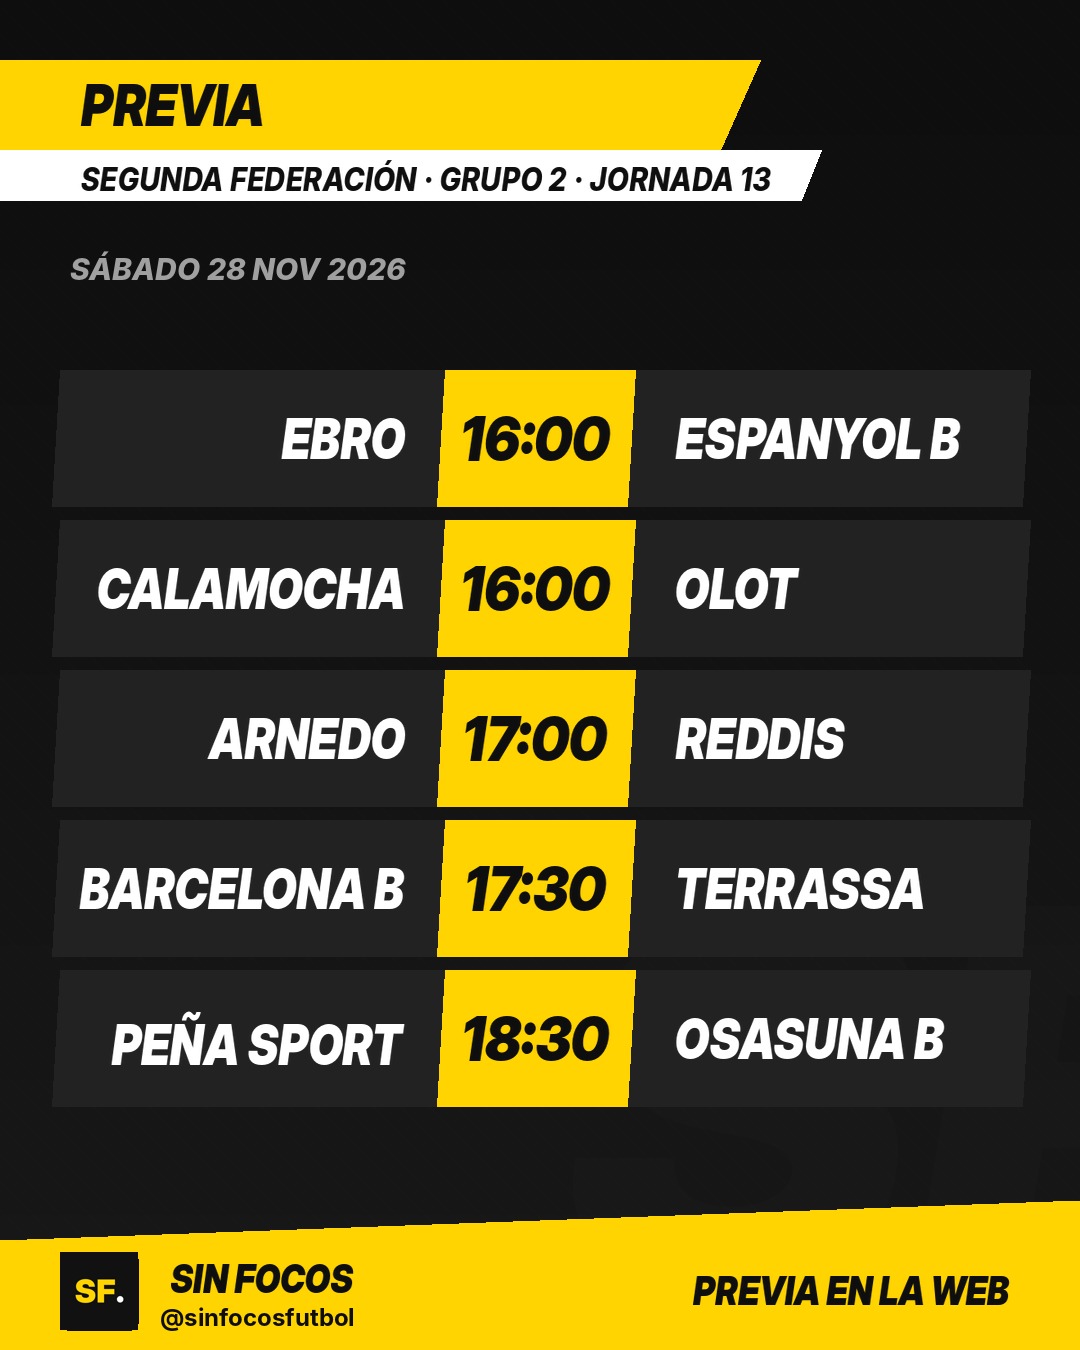 PREVIA
SEGUNDA FEDERACIÓN · GRUPO 2 · JORNADA 13
SÁBADO 28 NOV 2026
EBRO 16:00 ESPANYOL B
CALAMOCHA 16:00 OLOT
ARNEDO 17:00 REDDIS
BARCELONA B 17:30 TERRASSA
PEÑA SPORT 18:30 OSASUNA B
SF. SIN FOCOS
@sinfocosfutbol
PREVIA EN LA WEB